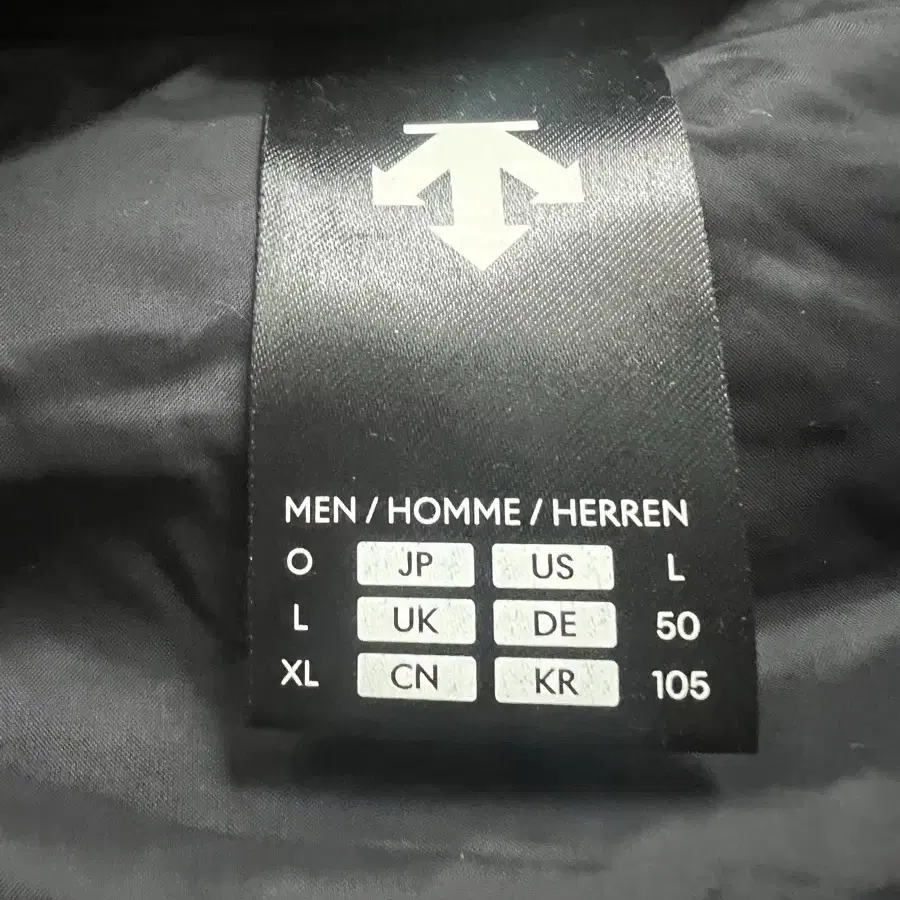 MEN / HOMME / HERREN
O JP US L
L UK DE 50
XL CN KR 105